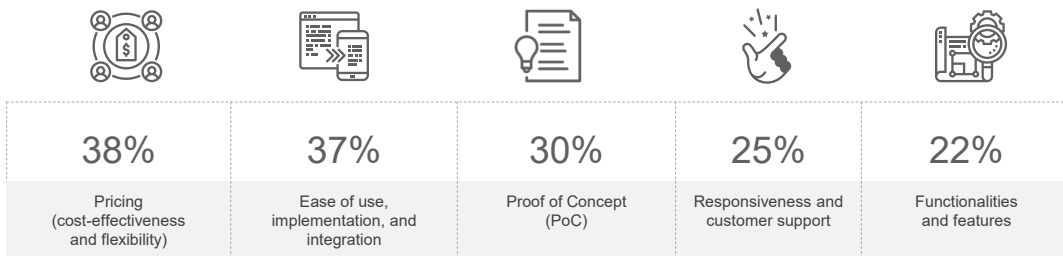 38%
37%
30%
25%
22%
Pricing
(cost-effectiveness
and flexibility)
Ease of use,
implementation, and
integration
Proof of Concept
(PoC)
Responsiveness and
customer support
Functionalities
and features